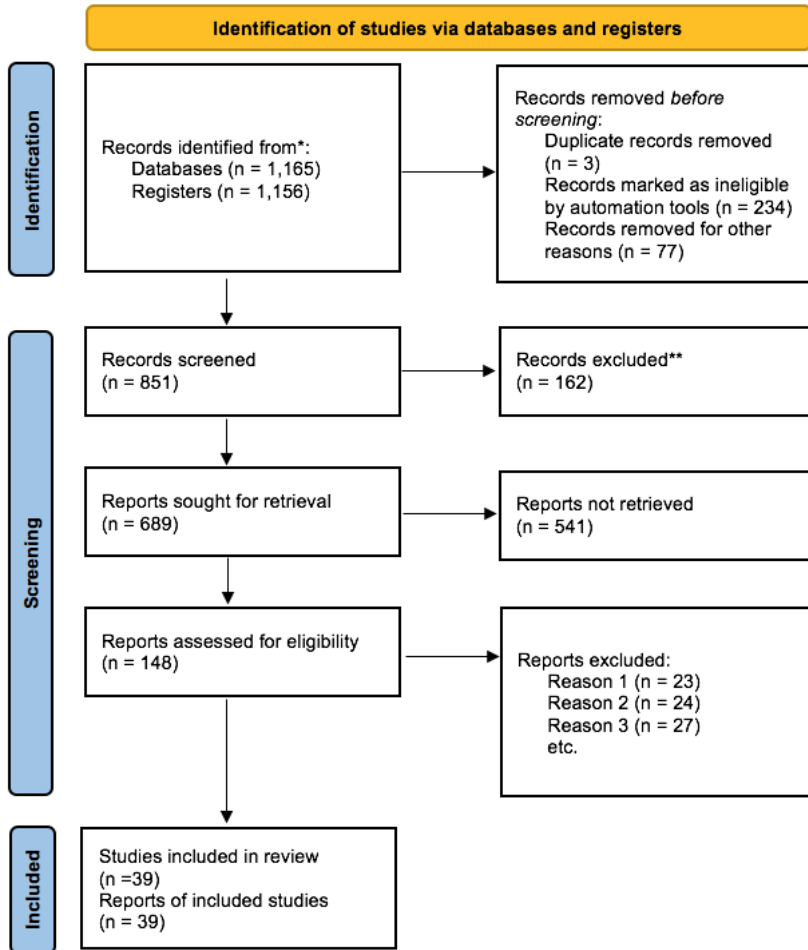 Identification of studies via databases and registers
Identification
Records identified from*:
Databases (n = 1,165)
Registers (n = 1,156)
Records removed before
screening:
Duplicate records removed
(n = 3)
Records marked as ineligible
by automation tools (n = 234)
Records removed for other
reasons (n = 77)
Screening
Records screened
(n = 851)
Records excluded**
(n = 162)
Reports sought for retrieval
(n = 689)
Reports not retrieved
(n = 541)
Reports assessed for eligibility
(n = 148)
Reports excluded:
Reason 1 (n = 23)
Reason 2 (n = 24)
Reason 3 (n = 27)
etc.
Included
Studies included in review
(n =39)
Reports of included studies
(n = 39)